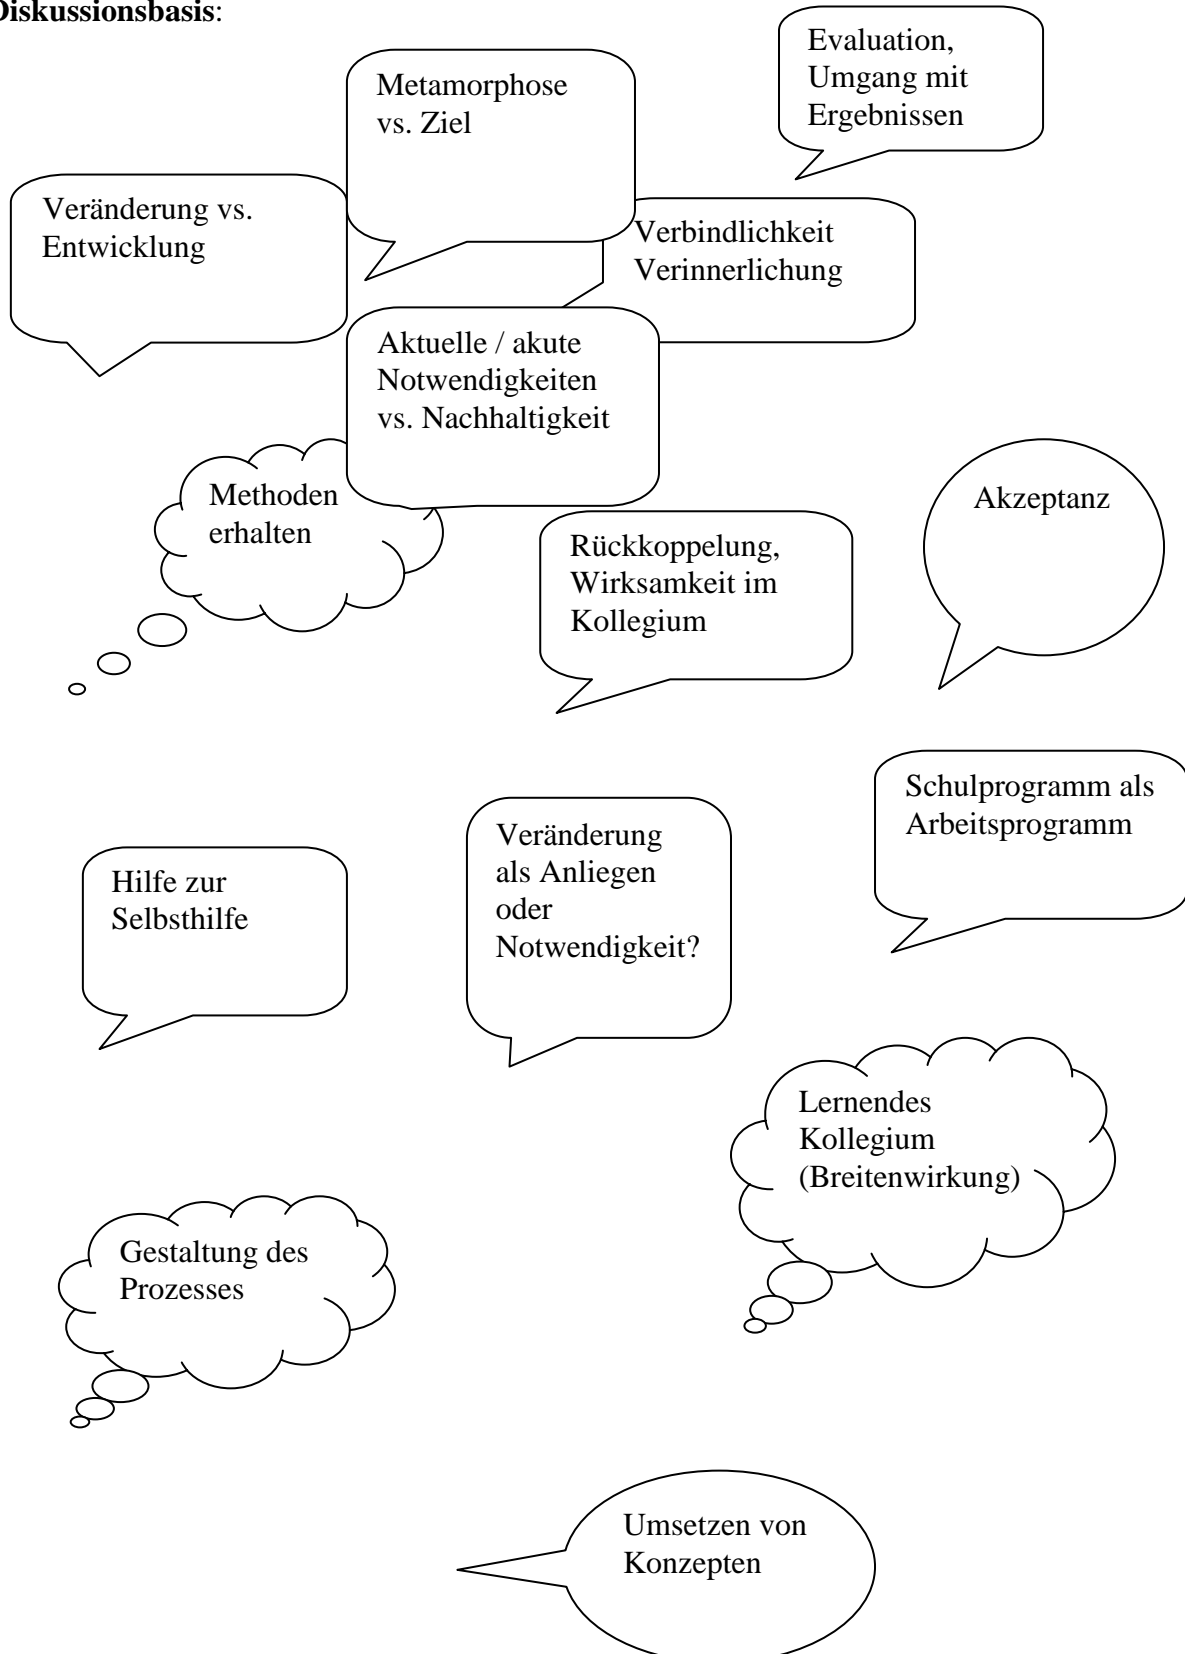 Diskussionsbasis:
Evaluation,
Umgang mit
Ergebnissen
Metamorphose
vs. Ziel
Veränderung vs.
Entwicklung
Verbindlichkeit
Verinnerlichung
Aktuelle / akute
Notwendigkeiten
vs. Nachhaltigkeit
Methoden
erhalten
Akzeptanz
Rückkoppelung,
Wirksamkeit im
Kollegium
Schulprogramm als
Arbeitsprogramm
Veränderung
als Anliegen
oder
Notwendigkeit?
Hilfe zur
Selbsthilfe
Lernendes
Kollegium
(Breitenwirkung)
Gestaltung des
Prozesses
Umsetzen von
Konzepten